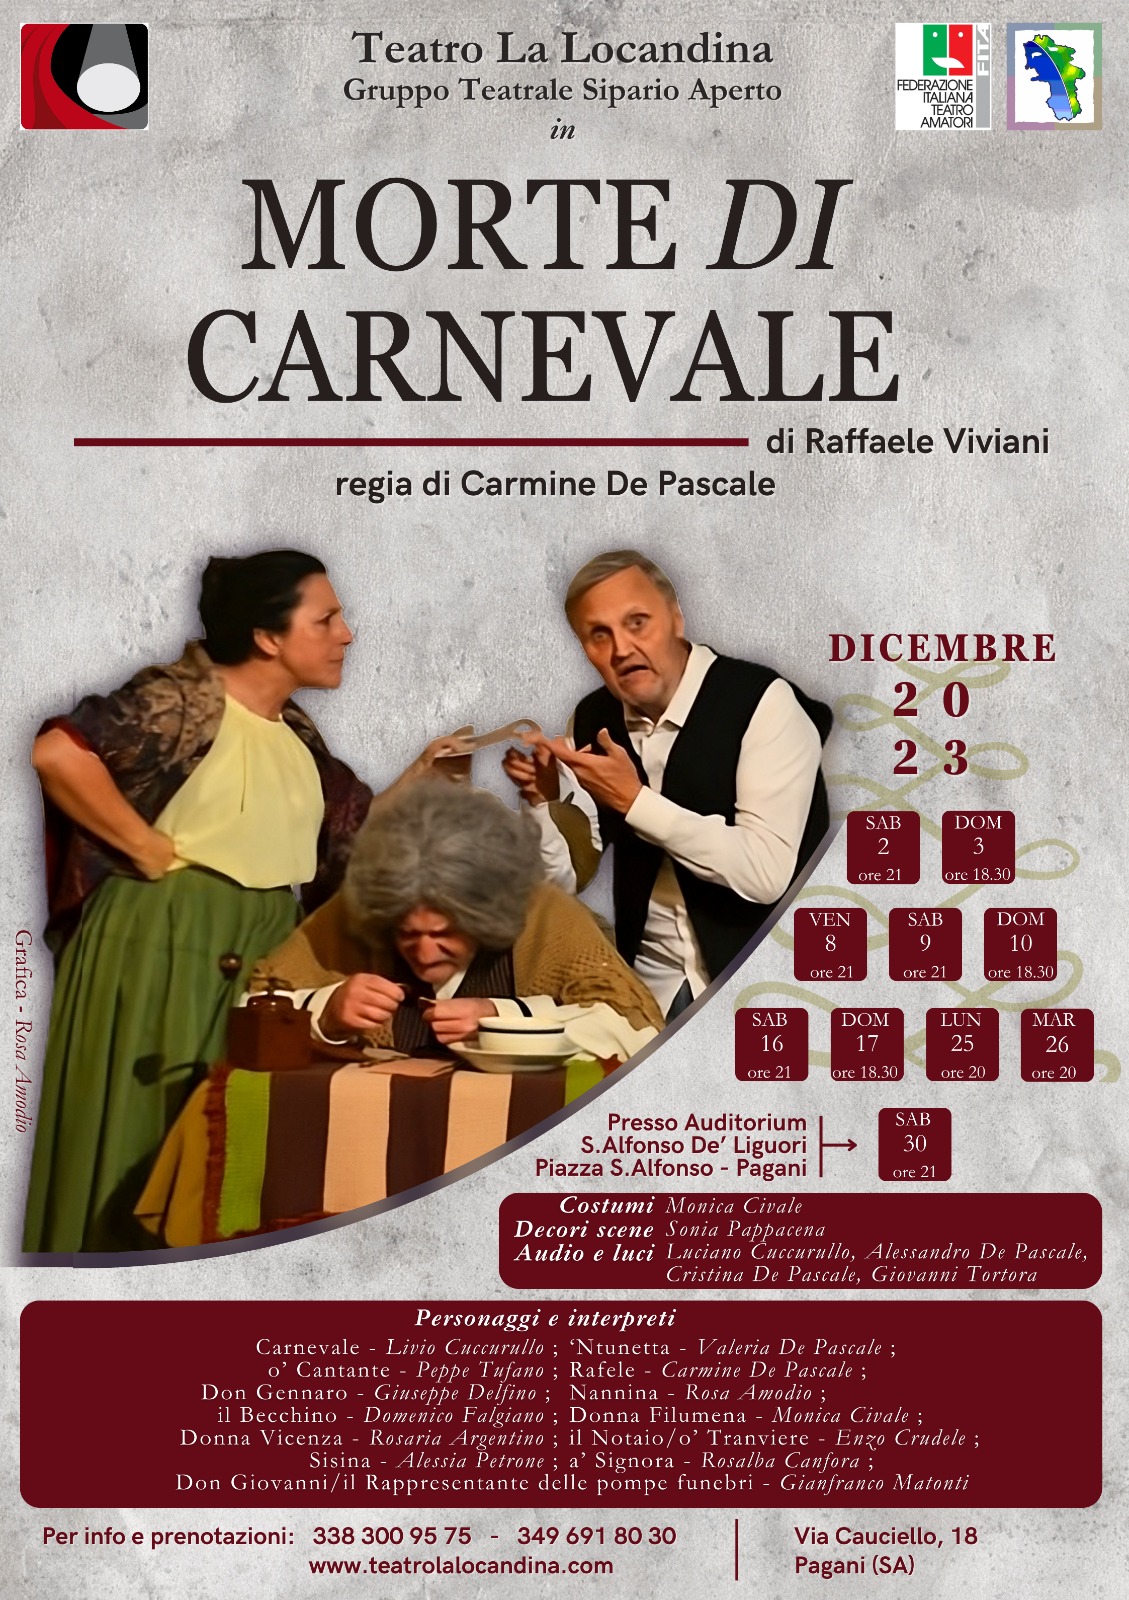 Teatro La Locandina
Gruppo Teatrale Sipario Aperto
in
FITA
FEDERAZIONE
ITALIANA
TEATRO
AMATORI
MORTE DI
CARNEVALE
di Raffaele Viviani
regia di Carmine De Pascale
DICEMBRE
2 0
2 3
SAB
2
ore 21
DOM
3
ore 18.30
VEN
8
ore 21
SAB
9
ore 21
DOM
10
ore 18.30
SAB
16
ore 21
DOM
17
ore 18.30
LUN
25
ore 20
MAR
26
ore 20
Presso Auditorium
S.Alfonso De’ Liguori
Piazza S.Alfonso - Pagani
SAB
30
ore 21
Grafica - Rosa Amodio
Costumi Monica Civale
Decori scene Sonia Pappacena
Audio e luci Luciano Cuccurullo, Alessandro De Pascale,
Cristina De Pascale, Giovanni Tortora
Personaggi e interpreti
Carnevale - Livio Cuccurullo ; ‘Ntunetta - Valeria De Pascale ;
o’ Cantante - Peppe Tufano ; Rafele - Carmine De Pascale ;
Don Gennaro - Giuseppe Delfino ; Nannina - Rosa Amodio ;
il Becchino - Domenico Falgiano ; Donna Filumena - Monica Civale ;
Donna Vicenza - Rosaria Argentino ; il Notaio/o’ Tranviere - Enzo Crudele ;
Sisina - Alessia Petrone ; a’ Signora - Rosalba Canfora ;
Don Giovanni/il Rappresentante delle pompe funebri - Gianfranco Matonti
Per info e prenotazioni: 338 300 95 75 - 349 691 80 30
www.teatrolalocandina.com
Via Cauciello, 18
Pagani (SA)